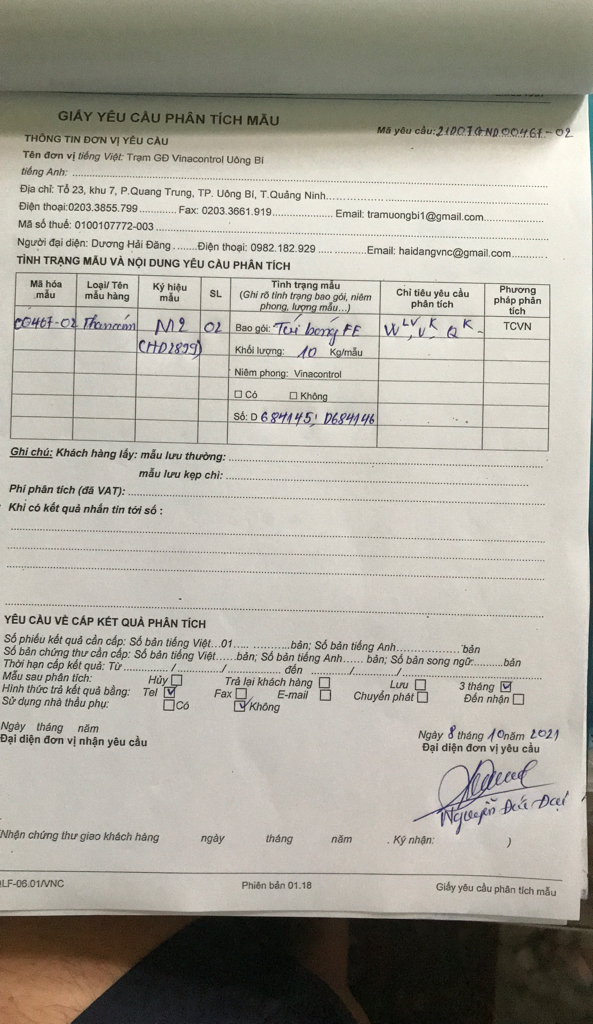 GIẤY YÊU CẦU PHÂN TÍCH MẪU
Mã yêu cầu: 21D07GND00467-02
THÔNG TIN ĐƠN VỊ YÊU CẦU
Tên đơn vị tiếng Việt: Trạm GĐ Vinacontrol Uông Bí
tiếng Anh:
Địa chỉ: Tổ 23, khu 7, P.Quang Trung, TP. Uông Bí, T.Quảng Ninh
Điện thoại:0203.3855.799 Fax: 0203.3661.919 Email: tramuongbi1@gmail.com
Mã số thuế: 0100107772-003
Người đại diện: Dương Hải Đăng Điện thoại: 0982.182.929 Email: haidangvnc@gmail.com
TÌNH TRẠNG MẪU VÀ NỘI DUNG YÊU CẦU PHÂN TÍCH
Mã hóa mẫu Loại/ Tên mẫu hàng Ký hiệu mẫu SL Tình trạng mẫu (Ghi rõ tình trạng bao gói, niêm phong, lượng mẫu...) Chỉ tiêu yêu cầu phân tích Phương pháp phân tích
00467-02 Than cám M2 02 Bao gói: Túi bóng FF W LV, V K, Q K - TCVN
(HD2899) Khối lượng: 10 Kg/mẫu
Niêm phong: Vinacontrol
☐ Có ☐ Không
Số: D 684145; D684146
Ghi chú: Khách hàng lấy: mẫu lưu thường:
mẫu lưu kẹp chì:
Phí phân tích (đã VAT):
Khi có kết quả nhắn tin tới số :
YÊU CẦU VỀ CẤP KẾT QUẢ PHÂN TÍCH
Số phiếu kết quả cần cấp: Số bản tiếng Việt...01..... ..........bản; Số bản tiếng Anh......................bản
Số bản chứng thư cần cấp: Số bản tiếng Việt......bản; Số bản tiếng Anh...... bản; Số bản song ngữ..........bản
Thời hạn cấp kết quả: Từ ............/......./............ đến ............/......./............
Mẫu sau phân tích: Hủy ☐ Trả lại khách hàng ☐ Lưu ☐ 3 tháng ☑
Hình thức trả kết quả bằng: Tel ☑ Fax ☐ E-mail ☐ Chuyển phát ☐ Đến nhận ☐
Sử dụng nhà thầu phụ: ☐ Có ☑ Không
Ngày tháng năm
Đại diện đơn vị nhận yêu cầu
Ngày 8 tháng 10 năm 2021
Đại diện đơn vị yêu cầu
Nguyễn Đức Đại
Nhận chứng thư giao khách hàng ngày tháng năm . Ký nhận: )
LF-06.01/VNC Phiên bản 01.18 Giấy yêu cầu phân tích mẫu